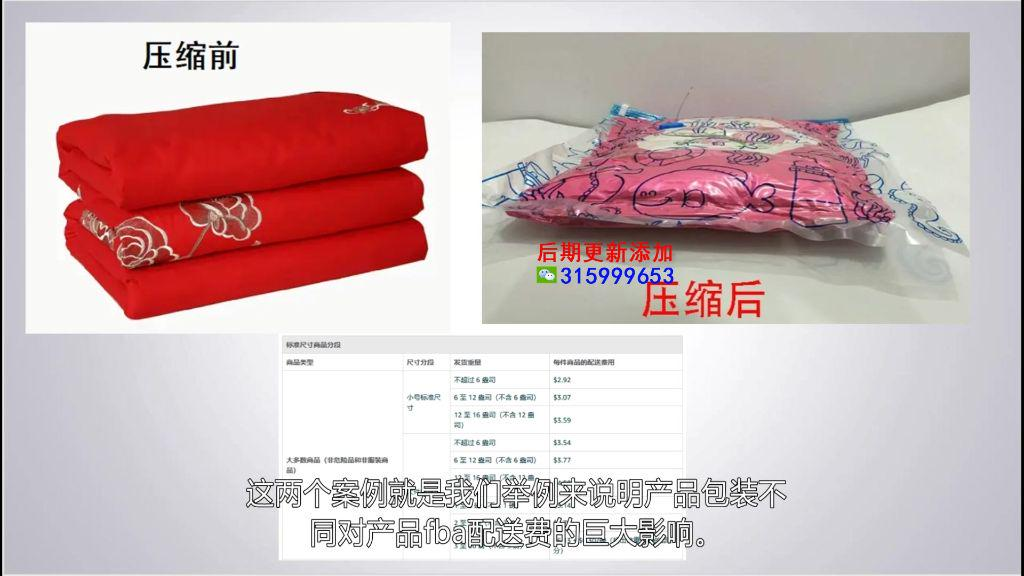 压缩前
后期更新添加
315999653
压缩后
标准尺寸商品分段
商品类型
尺寸分段
发货重量
每件商品的配送费用
不超过 6 盎司
$2.92
小号标准尺
寸
6 至 12 盎司（不含 6 盎司）
$3.07
12 至 16 盎司（不含 12 盎
司）
$3.59
不超过 6 盎司
$3.54
大多数商品（非危险品和非服装商
品）
6 至 12 盎司（不含 6 盎司）
$3.77
这两个案例就是我们举例来说明产品包装不
同对产品fba配送费的巨大影响。